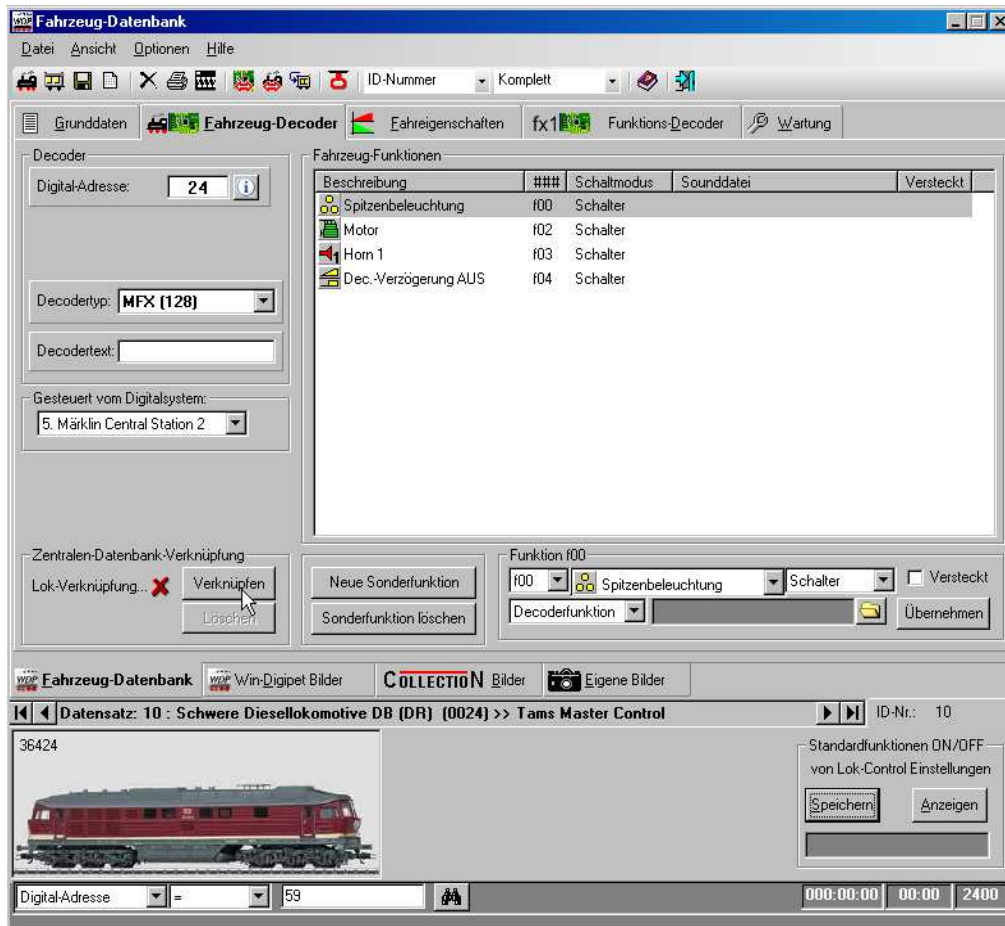 WDP Fahrzeug-Datenbank
Datei Ansicht Optionen Hilfe
ID-Nummer Komplett
Grunddaten Fahrzeug-Decoder Fahreigenschaften fx1 Funktions-Decoder Wartung
Decoder
Digital-Adresse: 24
Decodertyp: MFX (128)
Decodertext:
Gesteuert vom Digitalsystem:
5. Märklin Central Station 2
Fahrzeug-Funktionen
Beschreibung ### Schaltmodus Sounddatei Versteckt
Spitzenbeleuchtung f00 Schalter
Motor f02 Schalter
1 Horn 1 f03 Schalter
Dec.-Verzögerung AUS f04 Schalter
Zentralen-Datenbank-Verknüpfung
Lok-Verknüpfung... Verknüpfen
Löschen
Neue Sonderfunktion
Sonderfunktion löschen
Funktion f00
f00 Spitzenbeleuchtung Schalter Versteckt
Decoderfunktion Übernehmen
WDP Fahrzeug-Datenbank WDP Win-Digipet Bilder COLLECTION Bilder Eigene Bilder
Datensatz: 10 : Schwere Diesellokomotive DB (DR) (0024) >> Tams Master Control ID-Nr.: 10
36424
Standardfunktionen ON/OFF
von Lok-Control Einstellungen
Speichern Anzeigen
Digital-Adresse = 59 000:00:00 00:00 2400